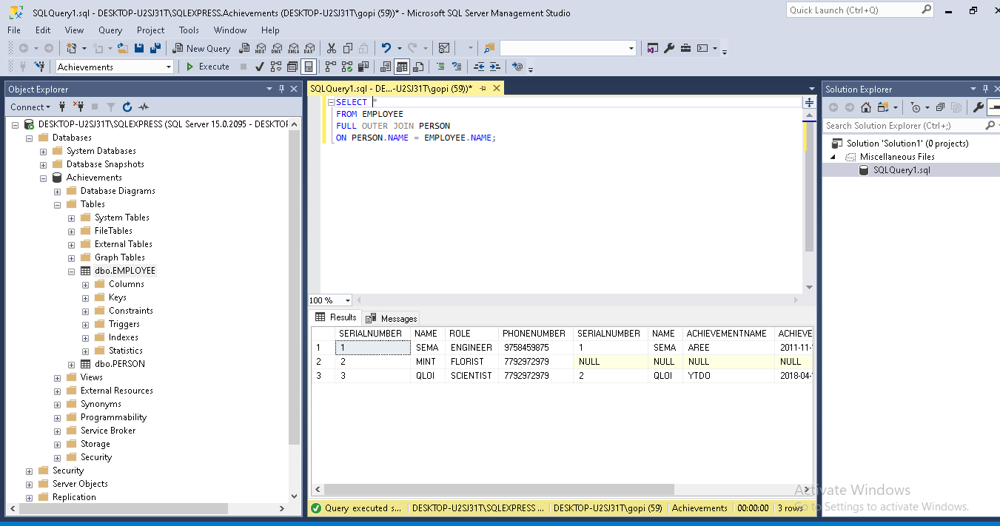 SQLQuery1.sql - DESKTOP-U2SJ31T\SQLEXPRESS.Achievements (DESKTOP-U2SJ31T\gopi (59))* - Microsoft SQL Server Management Studio
Quick Launch (Ctrl+Q)
File Edit View Query Project Tools Window Help
New Query MDX DMX XMLA DAX
Achievements Execute
Object Explorer
Connect
DESKTOP-U2SJ31T\SQLEXPRESS (SQL Server 15.0.2095 - DESKTOP
Databases
System Databases
Database Snapshots
Achievements
Database Diagrams
Tables
System Tables
FileTables
External Tables
Graph Tables
dbo.EMPLOYEE
Columns
Keys
Constraints
Triggers
Indexes
Statistics
dbo.PERSON
Views
External Resources
Synonyms
Programmability
Service Broker
Storage
Security
Security
Server Objects
Replication
SQLQuery1.sql - DE...-U2SJ31T\gopi (59))*
SELECT *
FROM EMPLOYEE
FULL OUTER JOIN PERSON
ON PERSON.NAME = EMPLOYEE.NAME;
100 %
Results Messages
SERIALNUMBER NAME ROLE PHONENUMBER SERIALNUMBER NAME ACHIEVEMENTNAME ACHIEVE
1 1 SEMA ENGINEER 9758459875 1 SEMA AREE 2011-11-
2 2 MINT FLORIST 7792972979 NULL NULL NULL NULL
3 3 QLOI SCIENTIST 7792972979 2 QLOI YTDO 2018-04-
Query executed s... DESKTOP-U2SJ31T\SQLEXPRESS ... DESKTOP-U2SJ31T\gopi (59) Achievements 00:00:00 3 rows
Solution Explorer
Search Solution Explorer (Ctrl+;)
Solution 'Solution1' (0 projects)
Miscellaneous Files
SQLQuery1.sql
Activate Windows
Go to Settings to activate Windows.